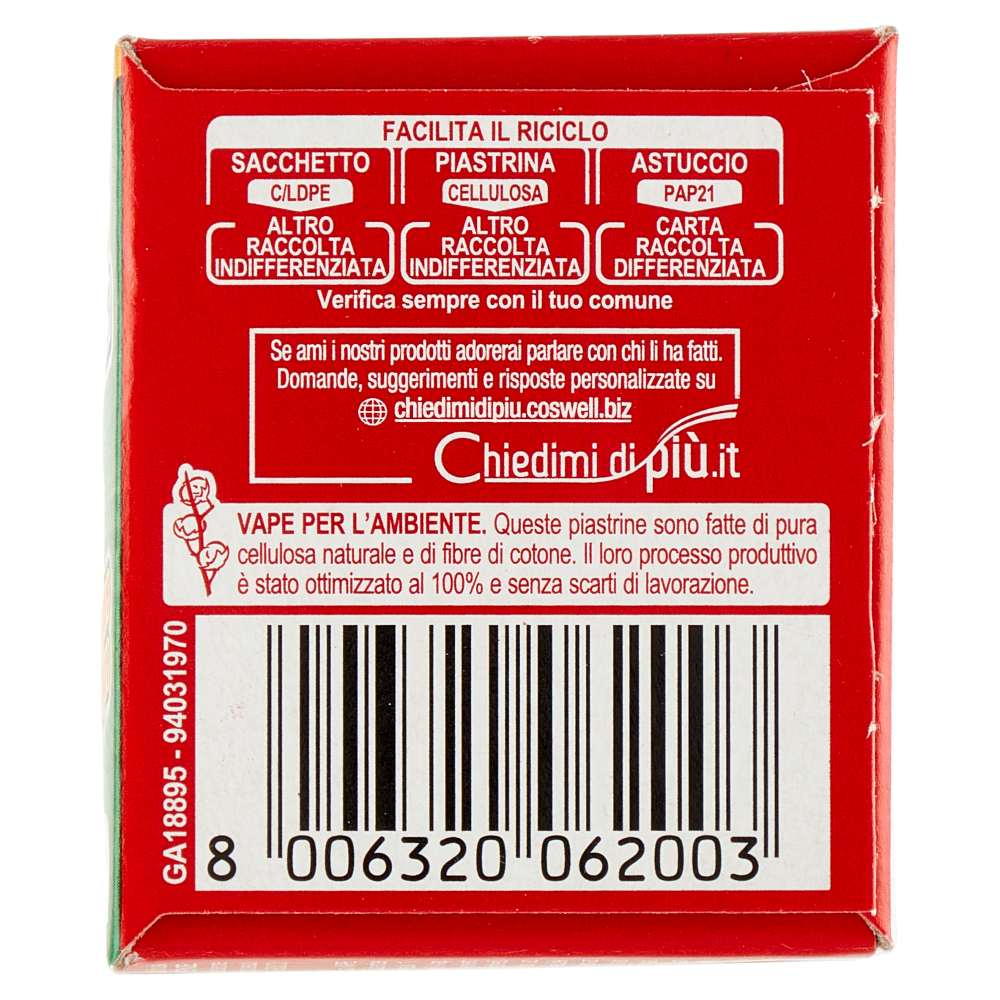 FACILITA IL RICICLO
SACCHETTO
C/LDPE
ALTRO
RACCOLTA
INDIFFERENZIATA
PIASTRINA
CELLULOSA
ALTRO
RACCOLTA
INDIFFERENZIATA
ASTUCCIO
PAP21
CARTA
RACCOLTA
DIFFERENZIATA
Verifica sempre con il tuo comune
Se ami i nostri prodotti adorerai parlare con chi li ha fatti.
Domande, suggerimenti e risposte personalizzate su
chiedimidipiu.coswell.biz
Chiedimi di più.it
VAPE PER L'AMBIENTE. Queste piastrine sono fatte di pura
cellulosa naturale e di fibre di cotone. Il loro processo produttivo
è stato ottimizzato al 100% e senza scarti di lavorazione.
GA18895 - 94031970
8 006320 062003